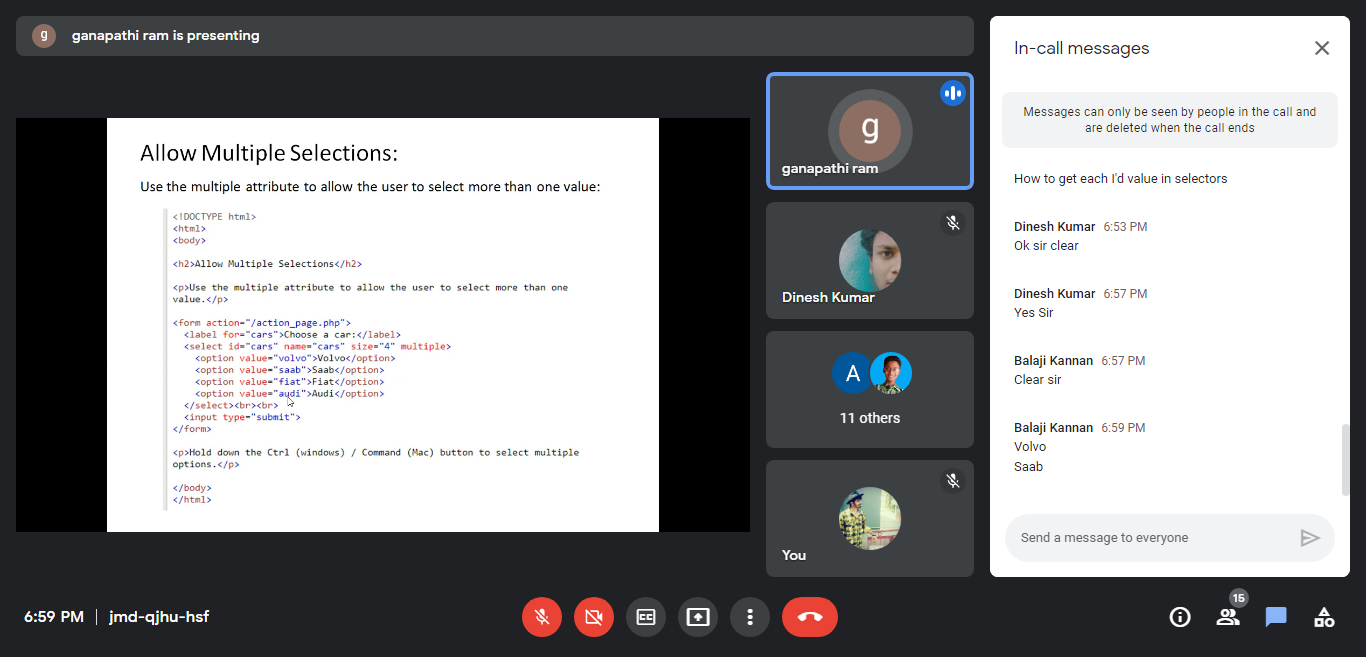 g
ganapathi ram is presenting
Allow Multiple Selections:
Use the multiple attribute to allow the user to select more than one value:
<!DOCTYPE html>
<html>
<body>
<h2>Allow Multiple Selections</h2>
<p>Use the multiple attribute to allow the user to select more than one
value.</p>
<form action="/action_page.php">
<label for="cars">Choose a car:</label>
<select id="cars" name="cars" size="4" multiple>
<option value="volvo">Volvo</option>
<option value="saab">Saab</option>
<option value="fiat">Fiat</option>
<option value="audi">Audi</option>
</select><br><br>
<input type="submit">
</form>
<p>Hold down the Ctrl (windows) / Command (Mac) button to select multiple
options.</p>
</body>
</html>
g
ganapathi ram
Dinesh Kumar
A
11 others
You
In-call messages
Messages can only be seen by people in the call and
are deleted when the call ends
How to get each I'd value in selectors
Dinesh Kumar 6:53 PM
Ok sir clear
Dinesh Kumar 6:57 PM
Yes Sir
Balaji Kannan 6:57 PM
Clear sir
Balaji Kannan 6:59 PM
Volvo
Saab
Send a message to everyone
6:59 PM | jmd-qjhu-hsf
CC
15